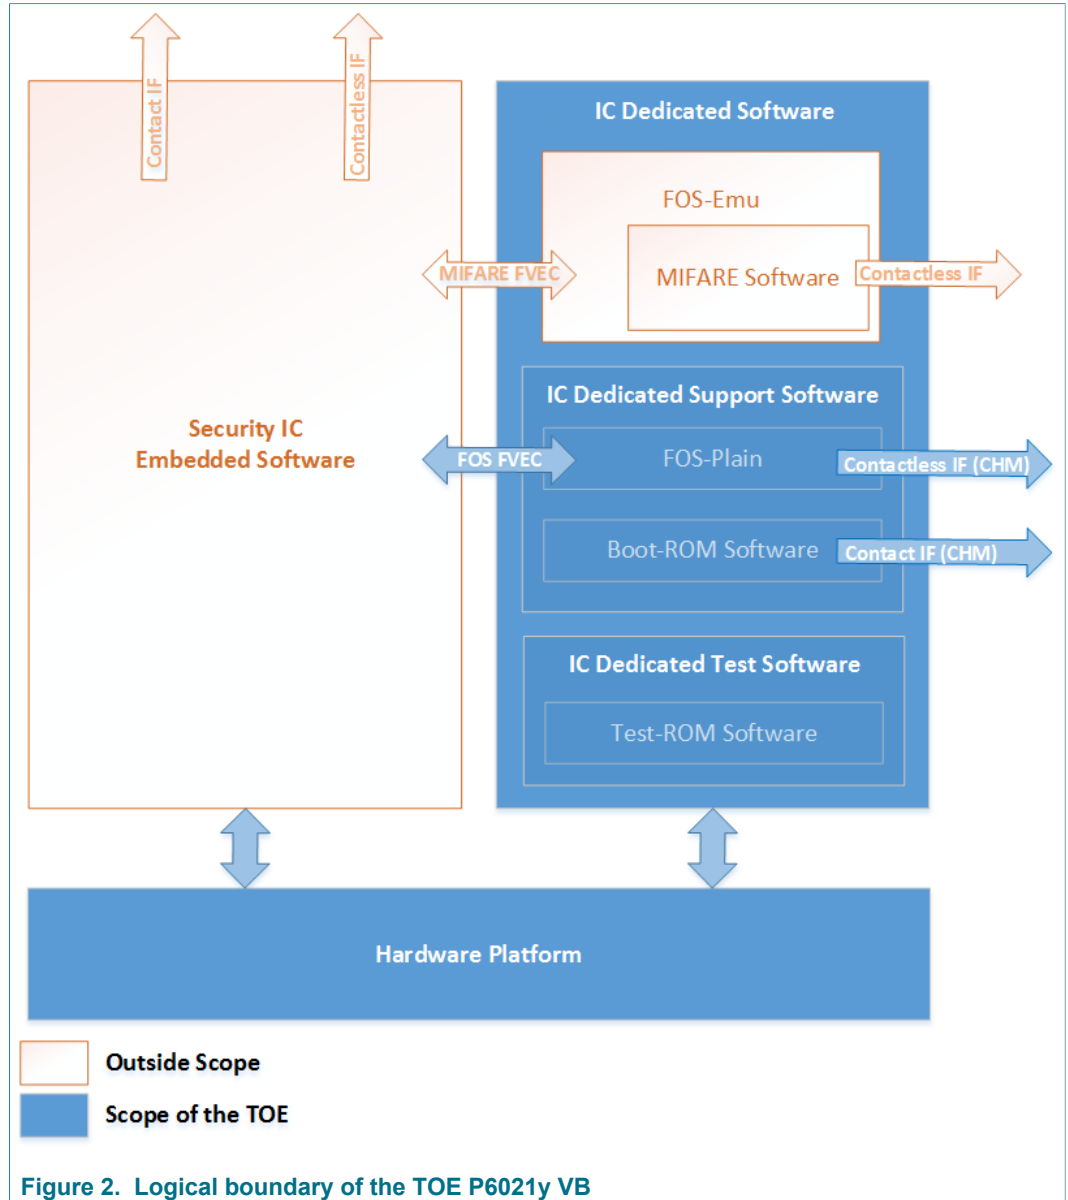 Contact IF
Contactless IF
IC Dedicated Software
FOS-Emu
MIFARE FVEC
MIFARE Software
Contactless IF
IC Dedicated Support Software
Security IC
Embedded Software
FOS FVEC
FOS-Plain
Contactless IF (CHM)
Boot-ROM Software
Contact IF (CHM)
IC Dedicated Test Software
Test-ROM Software
Hardware Platform
Outside Scope
Scope of the TOE
Figure 2. Logical boundary of the TOE P6021y VB